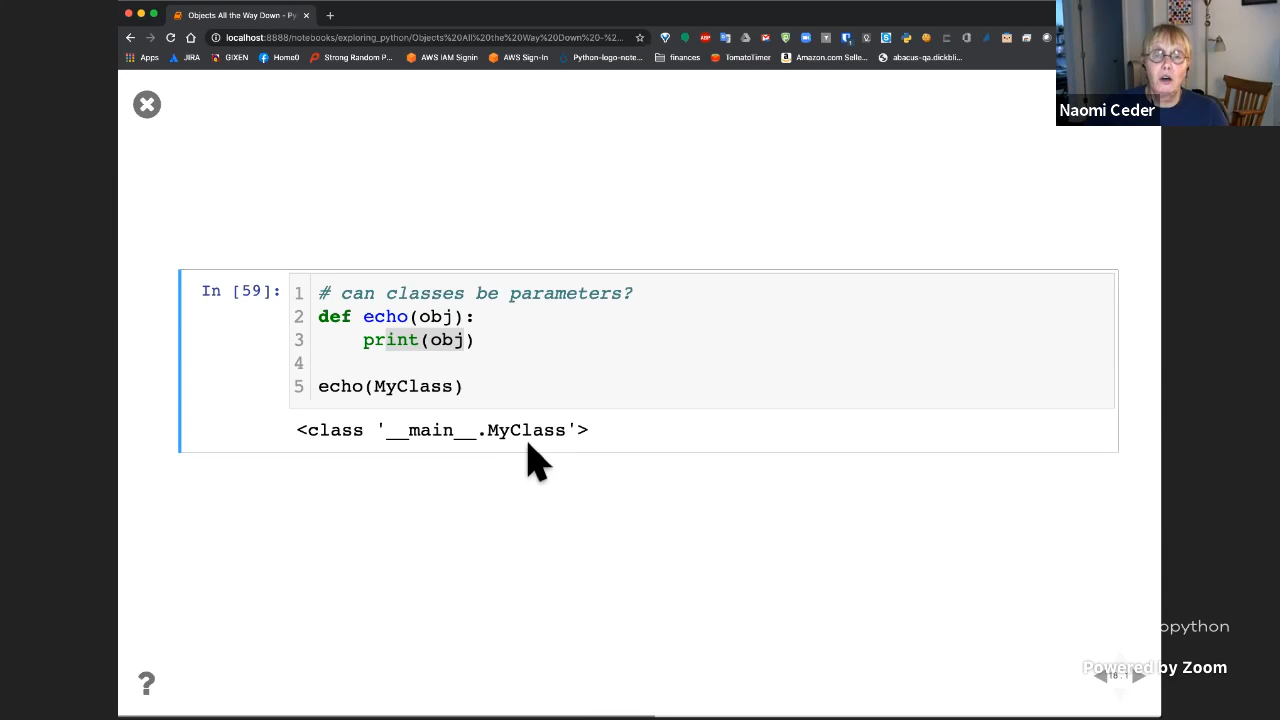 Objects All the Way Down - Py
localhost:8888/notebooks/exploring_python/Objects%20All%20the%20Way%20Down%20-%2...
Apps
JIRA
GIXEN
Home0
Strong Random P...
AWS IAM Signin
AWS Sign-In
Python-logo-note...
finances
TomatoTimer
Amazon.com Selle...
abacus-qa.dickbli...
Naomi Ceder
In [59]:
1 # can classes be parameters?
2 def echo(obj):
3     print(obj)
4
5 echo(MyClass)
<class '__main__.MyClass'>
opython
Powered by Zoom
18.1
?